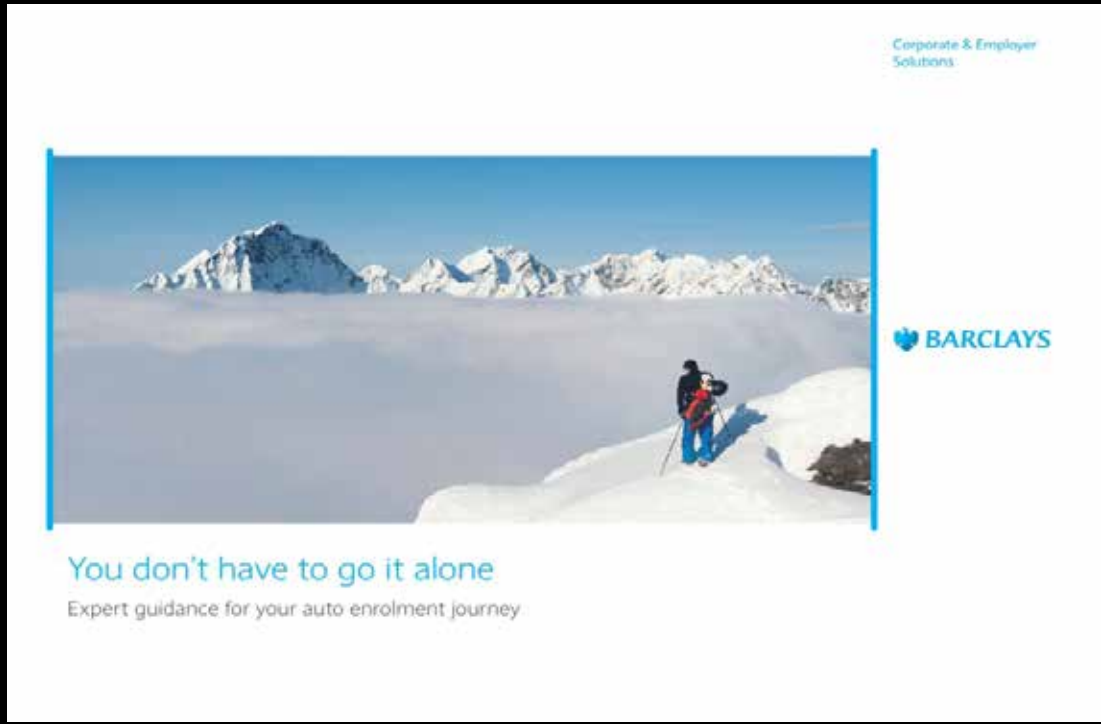 Corporate & Employer
Solutions
BARCLAYS
You don't have to go it alone
Expert guidance for your auto enrolment journey